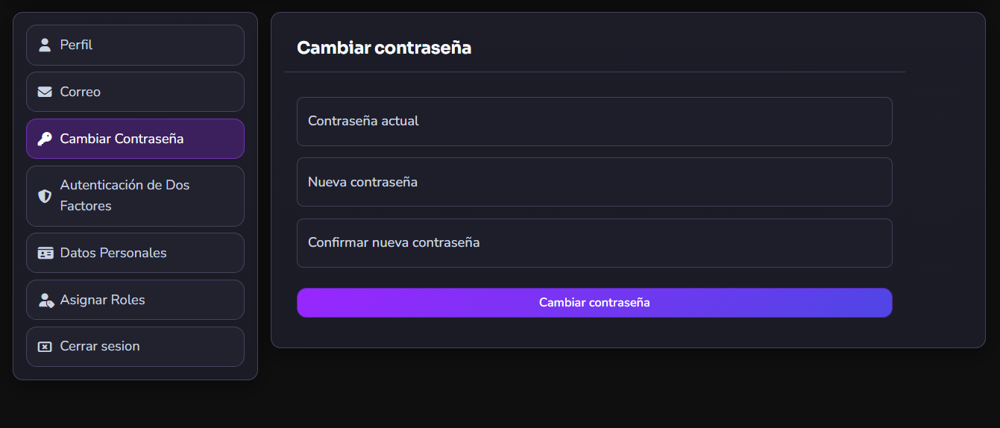 Perfil
Correo
Cambiar Contraseña
Autenticación de Dos
Factores
Datos Personales
Asignar Roles
Cerrar sesion
Cambiar contraseña
Contraseña actual
Nueva contraseña
Confirmar nueva contraseña
Cambiar contraseña